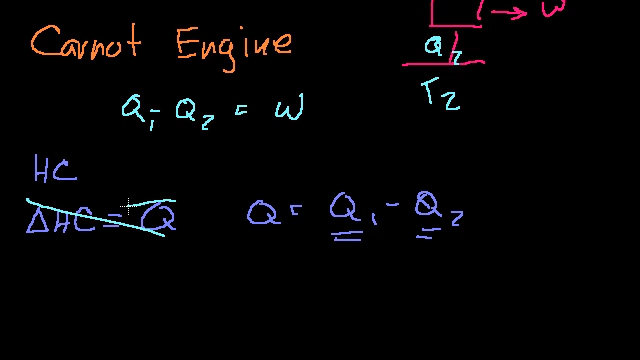 → W
Carnot Engine
Q₂
T₂
Q₁ - Q₂ = W
HC
ΔHC = Q
Q = Q₁ - Q₂